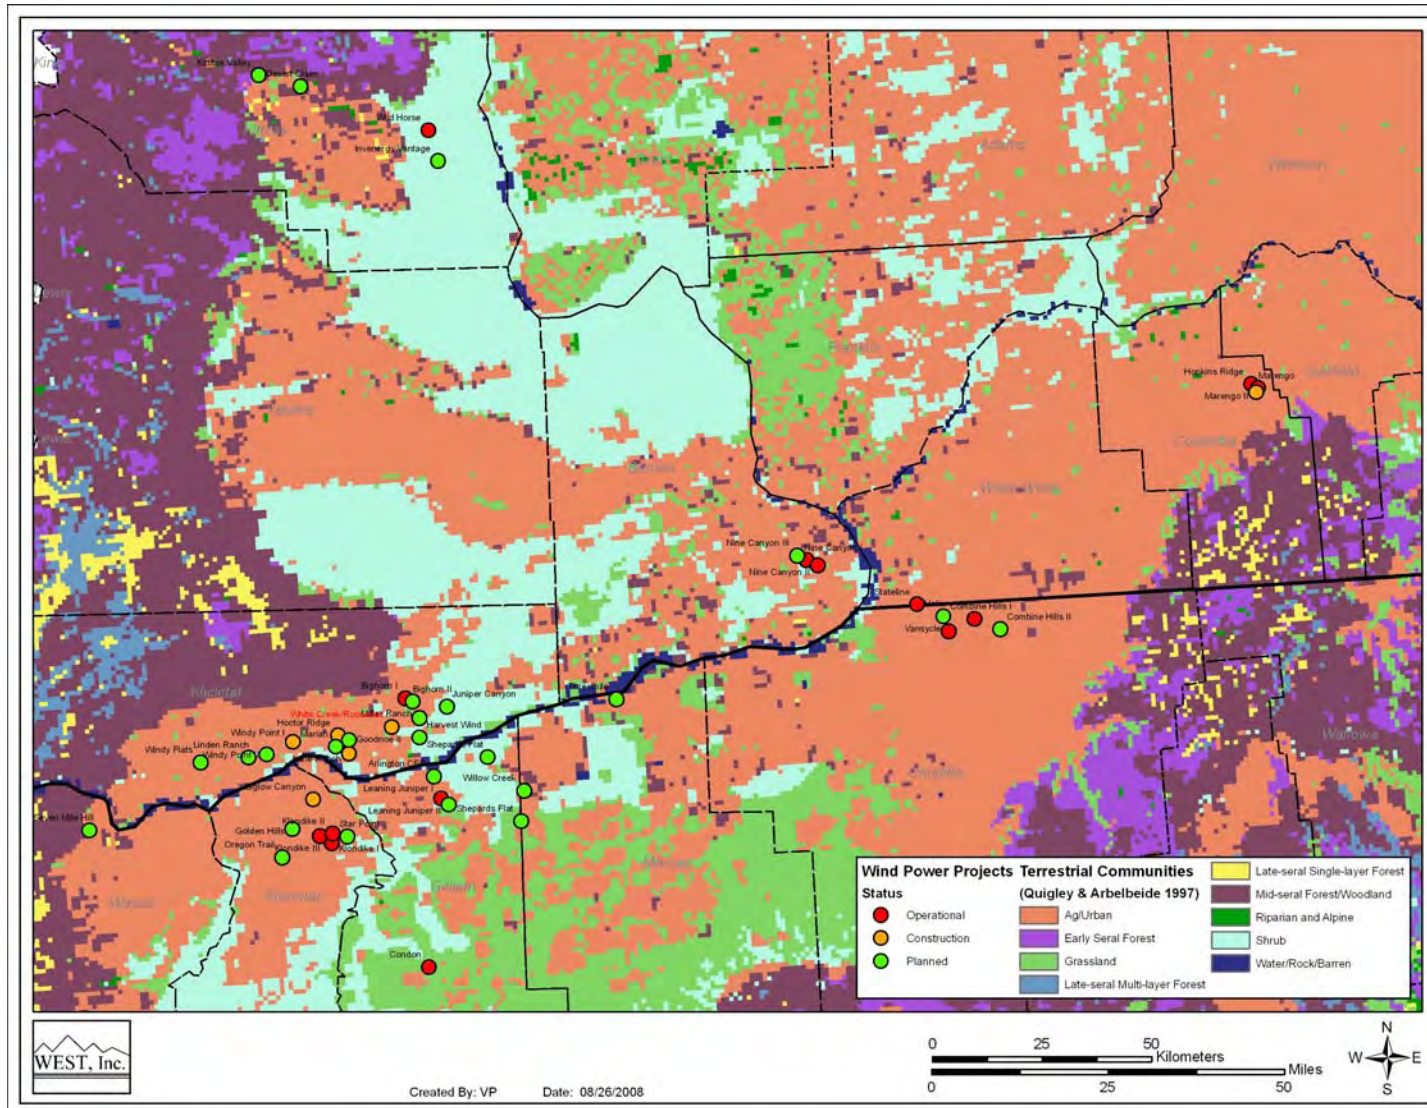 Kittitas Valley
Desert Claim
Wild Horse
Invenergy Vantage
Adams
Whitman
Franklin
Yakima
Benton
Walla Walla
Columbia
Garfield
Hopkins Ridge
Marengo
Marengo II
Nine Canyon III
Nine Canyon
Nine Canyon II
Stateline
Combine Hills I
Combine Hills II
Vansycle
Klickitat
Bighorn I
Bighorn II
Juniper Canyon
Miller Ranch
Hoctor Ridge
Harvest Wind
Windy Point I
Goodnoe
Shepards Flat
Windy Flats
Linden Ranch
Windy Point
Arlington
Willow Creek
Leaning Juniper I
Leaning Juniper II
Shepards Flat
Seven Mile Hill
Golden Hills
Klondike II
Star Point
Oregon Trail
Klondike III
Klondike I
Wasco
Sherman
Gilliam
Morrow
Umatilla
Wallowa
Condon
Wind Power Projects
Status
Operational
Construction
Planned
Terrestrial Communities
(Quigley & Arbelbeide 1997)
Ag/Urban
Early Seral Forest
Grassland
Late-seral Multi-layer Forest
Late-seral Single-layer Forest
Mid-seral Forest/Woodland
Riparian and Alpine
Shrub
Water/Rock/Barren
WEST, Inc.
Created By: VP Date: 08/26/2008
0 25 50
Kilometers
Miles
0 25 50
N
W E
S